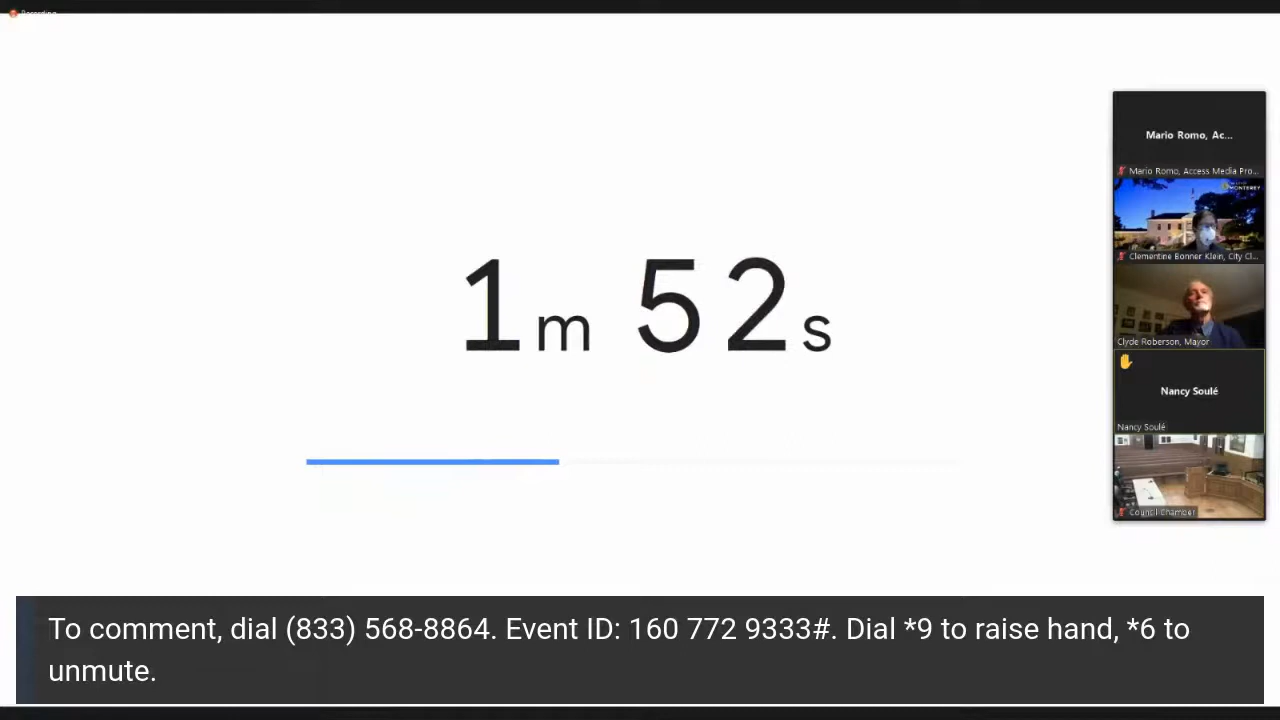 Recording
1m 52s
Mario Romo, Ac...
Mario Romo, Access Media Pro...
MONTEREY
Clementine Bonner Klein, City Cl...
Clyde Roberson, Mayor
Nancy Soulé
Nancy Soulé
Council Chamber
To comment, dial (833) 568-8864. Event ID: 160 772 9333#. Dial *9 to raise hand, *6 to
unmute.